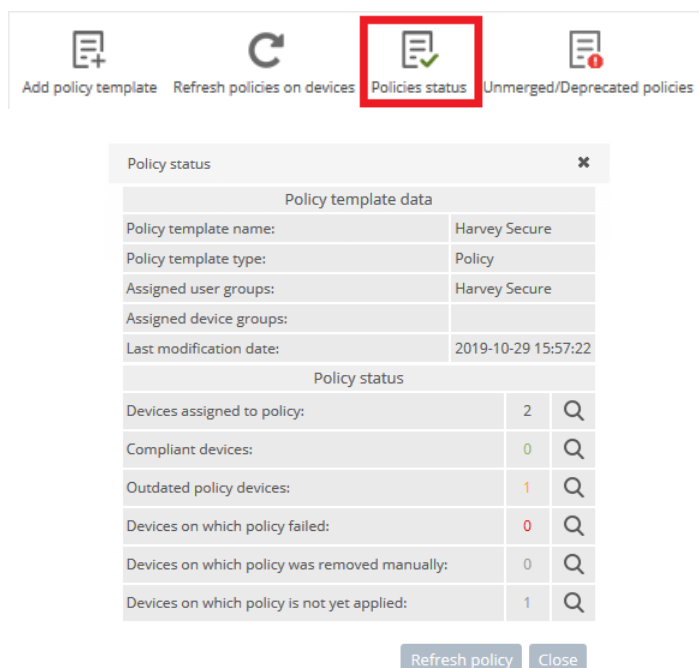 Add policy template Refresh policies on devices Policies status Unmerged/Deprecated policies
Policy status
Policy template data
Policy template name: Harvey Secure
Policy template type: Policy
Assigned user groups: Harvey Secure
Assigned device groups:
Last modification date: 2019-10-29 15:57:22
Policy status
Devices assigned to policy: 2
Compliant devices: 0
Outdated policy devices: 1
Devices on which policy failed: 0
Devices on which policy was removed manually: 0
Devices on which policy is not yet applied: 1
Refresh policy Close